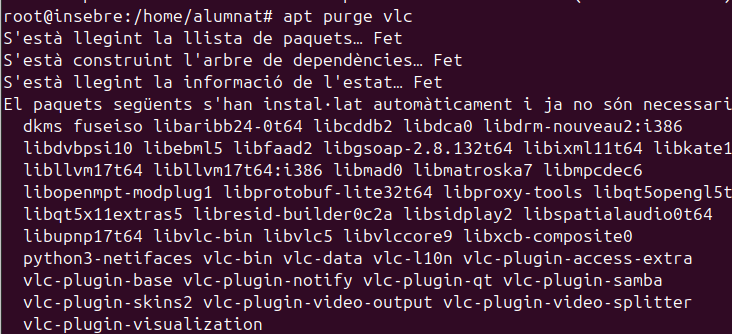 root@insebre:/home/alumnat# apt purge vlc
S'està llegint la llista de paquets… Fet
S'està construint l'arbre de dependències… Fet
S'està llegint la informació de l'estat… Fet
El paquets següents s'han instal·lat automàticament i ja no són necessari
dkms fuseiso libaribb24-0t64 libcddb2 libdca0 libdrm-nouveau2:i386
libdvbpsi10 libebml5 libfaad2 libgsoap-2.8.132t64 libixml11t64 libkate1
libllvm17t64 libllvm17t64:i386 libmad0 libmatroska7 libmpcdec6
libopenmpt-modplug1 libprotobuf-lite32t64 libproxy-tools libqt5opengl5t
libqt5x11extras5 libresid-builder0c2a libsidplay2 libspatialaudio0t64
libupnp17t64 libvlc-bin libvlc5 libvlccore9 libxcb-composite0
python3-netifaces vlc-bin vlc-data vlc-l10n vlc-plugin-access-extra
vlc-plugin-base vlc-plugin-notify vlc-plugin-qt vlc-plugin-samba
vlc-plugin-skins2 vlc-plugin-video-output vlc-plugin-video-splitter
vlc-plugin-visualization